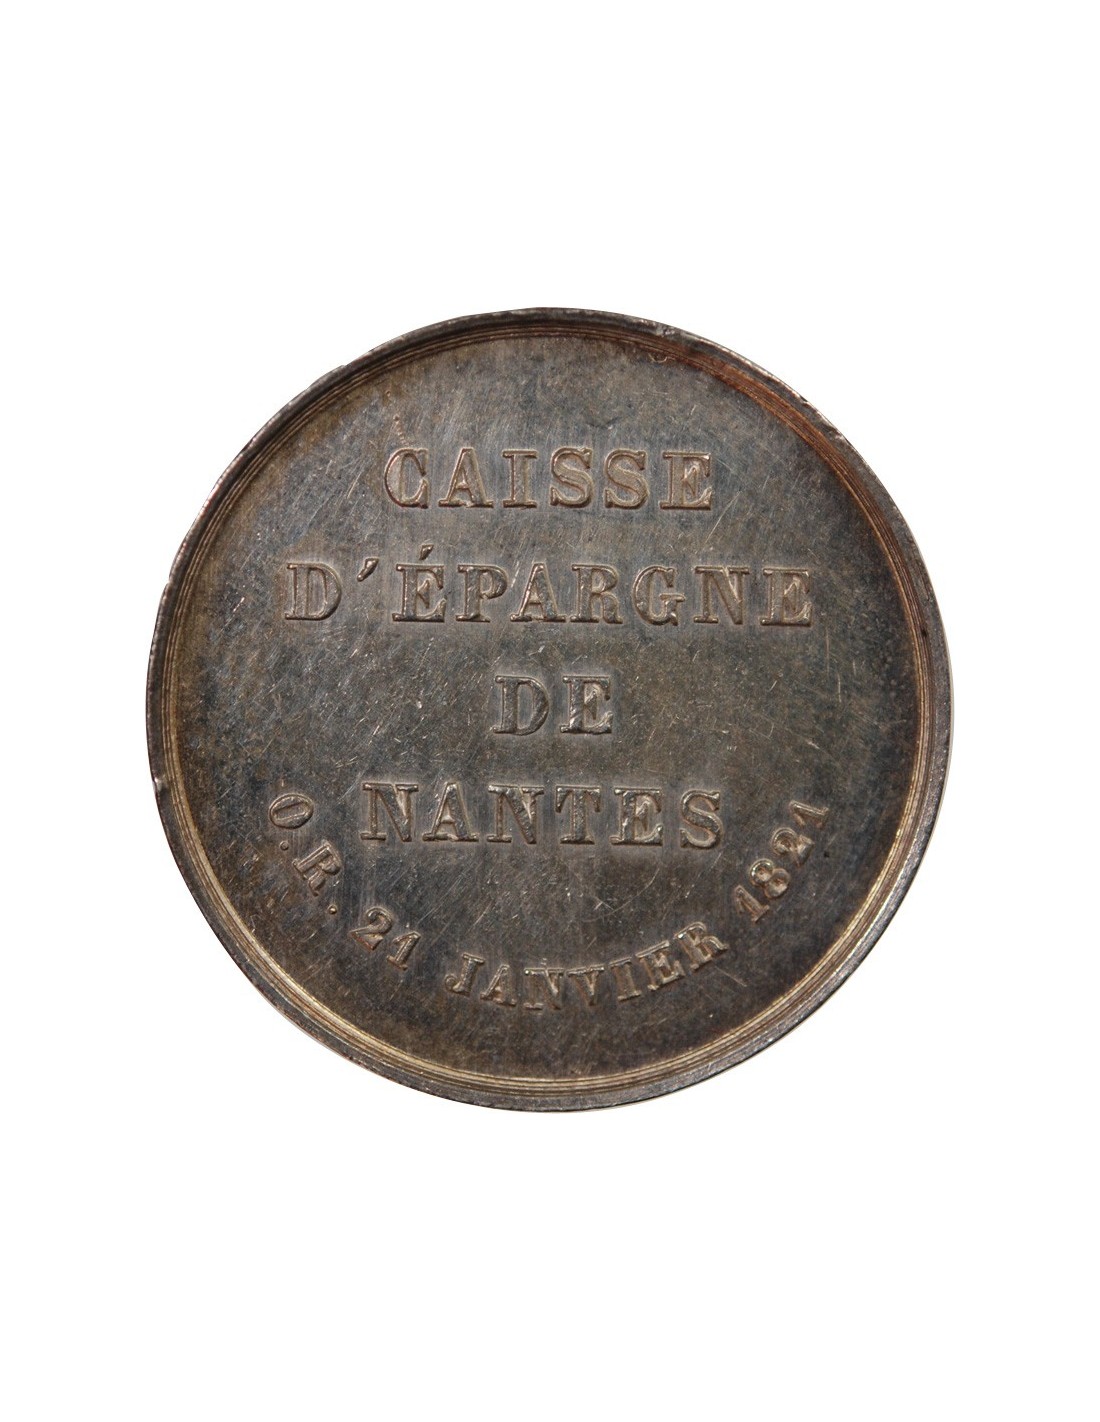 CAISSE
D'ÉPARGNE
DE
NANTES
O.R. 21 JANVIER 1821